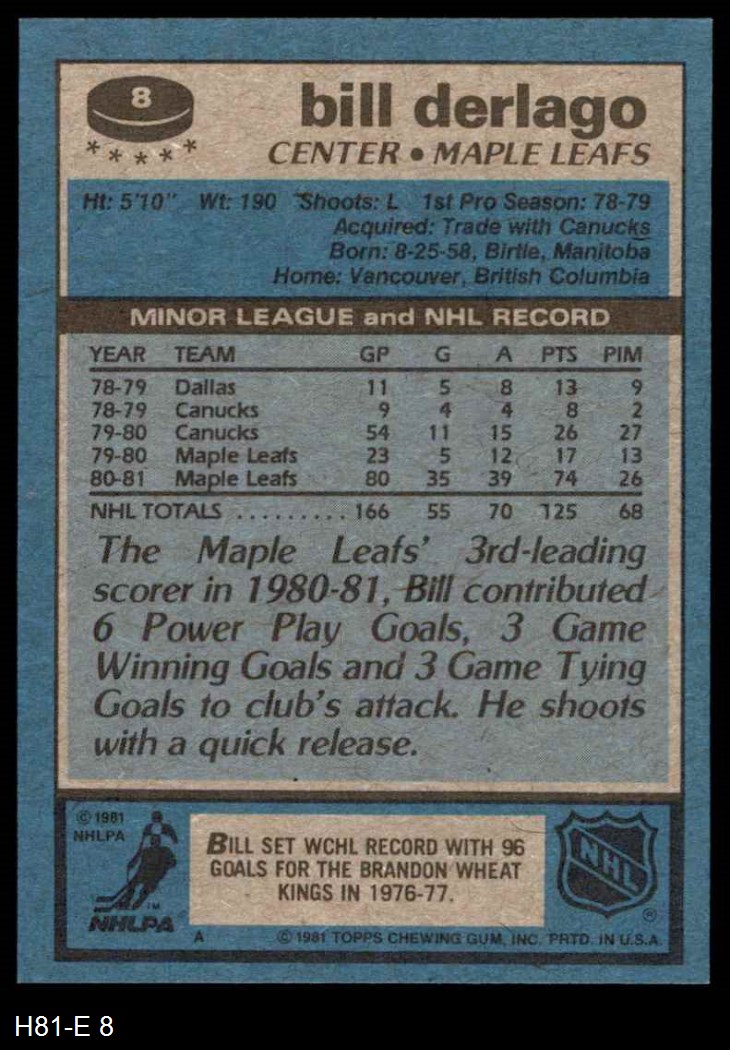 8
bill derlago
CENTER • MAPLE LEAFS
Ht: 5'10" Wt: 190 Shoots: L 1st Pro Season: 78-79
Acquired: Trade with Canucks
Born: 8-25-58, Birtle, Manitoba
Home: Vancouver, British Columbia
MINOR LEAGUE and NHL RECORD
YEAR TEAM GP G A PTS PIM
78-79 Dallas 11 5 8 13 9
78-79 Canucks 9 4 4 8 2
79-80 Canucks 54 11 15 26 27
79-80 Maple Leafs 23 5 12 17 13
80-81 Maple Leafs 80 35 39 74 26
NHL TOTALS ......... 166 55 70 125 68
The Maple Leafs' 3rd-leading
scorer in 1980-81, Bill contributed
6 Power Play Goals, 3 Game
Winning Goals and 3 Game Tying
Goals to club's attack. He shoots
with a quick release.
© 1981
NHLPA
TM
NHLPA
BILL SET WCHL RECORD WITH 96
GOALS FOR THE BRANDON WHEAT
KINGS IN 1976-77.
NHL
®
A © 1981 TOPPS CHEWING GUM, INC. PRTD. IN U.S.A.
H81-E 8